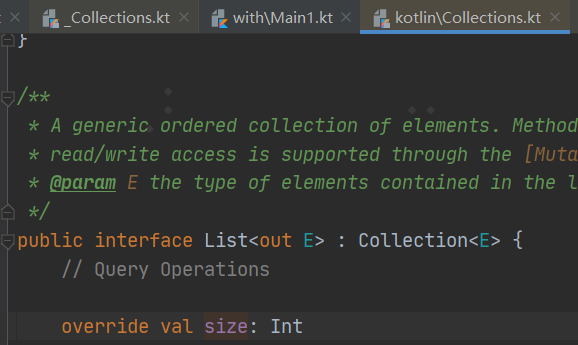 _Collections.kt with\Main1.kt kotlin\Collections.kt
}
/**
* A generic ordered collection of elements. Method
* read/write access is supported through the [Muta
* @param E the type of elements contained in the l
*/
public interface List<out E> : Collection<E> {
// Query Operations
override val size: Int